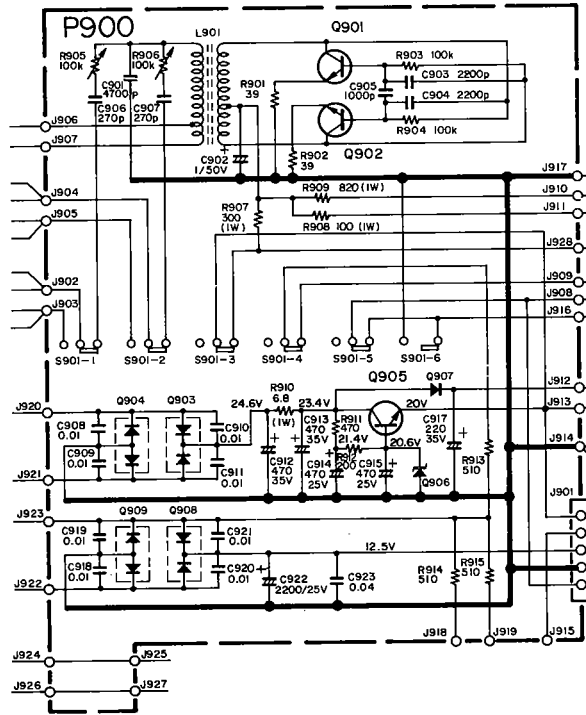 P900
L901
Q901
R905
100k
R906
100k
C901
4700p
C906
270p
C907
270p
R901
39
R903 100k
C903 2200p
C905
1000p
C904 2200p
R904 100k
Q902
J906
J907
C902
1/50V
R902
39
J917
J904
R909 820 (1W)
J910
J905
R907
300
(1W)
R908 100 (1W)
J911
J928
J902
J909
J903
J908
J916
S901-1
S901-2
S901-3
S901-4
S901-5
S901-6
Q905
Q907
R910
6.8
(1W)
J912
J920
Q904
Q903
24.6V
23.4V
20V
J913
C908
0.01
C910
0.01
C913
470
35V
R911
470
21.4V
20.6V
C917
220
35V
R913
510
C909
0.01
C911
0.01
C912
470
35V
R912
200
C914
470
25V
C915
470
25V
Q906
J914
J921
J901
J923
Q909
Q908
C919
0.01
C921
0.01
12.5V
C918
0.01
C920
0.01
C922
2200/25V
C923
0.04
R914
510
R915
510
J922
J918
J919
J915
J924
J925
J926
J927